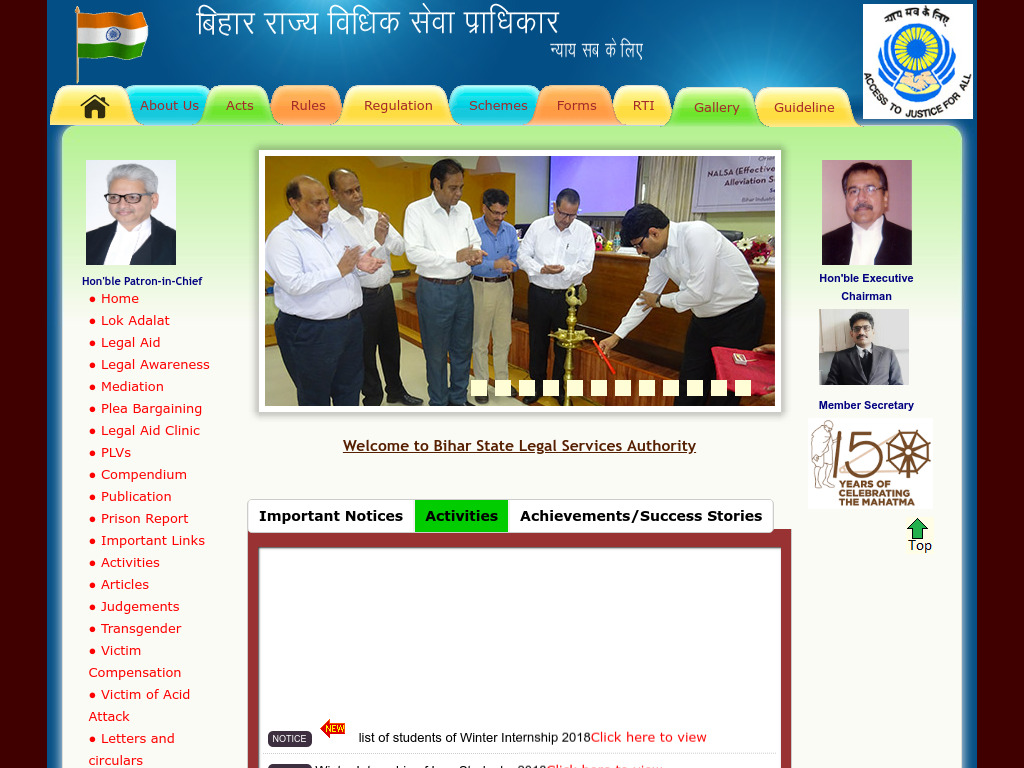 बिहार राज्य विधिक सेवा प्राधिकार
न्याय सब के लिए
न्याय सब के लिए
ACCESS TO JUSTICE FOR ALL
About Us
Acts
Rules
Regulation
Schemes
Forms
RTI
Gallery
Guideline
Hon'ble Patron-in-Chief
● Home
● Lok Adalat
● Legal Aid
● Legal Awareness
● Mediation
● Plea Bargaining
● Legal Aid Clinic
● PLVs
● Compendium
● Publication
● Prison Report
● Important Links
● Activities
● Articles
● Judgements
● Transgender
● Victim
Compensation
● Victim of Acid
Attack
● Letters and
circulars
NALSA (Effective
Alleviation
Bihar Industri
Welcome to Bihar State Legal Services Authority
Important Notices
Activities
Achievements/Success Stories
NOTICE
NEW
list of students of Winter Internship 2018Click here to view
Hon'ble Executive
Chairman
Member Secretary
150
YEARS OF
CELEBRATING
THE MAHATMA
Top